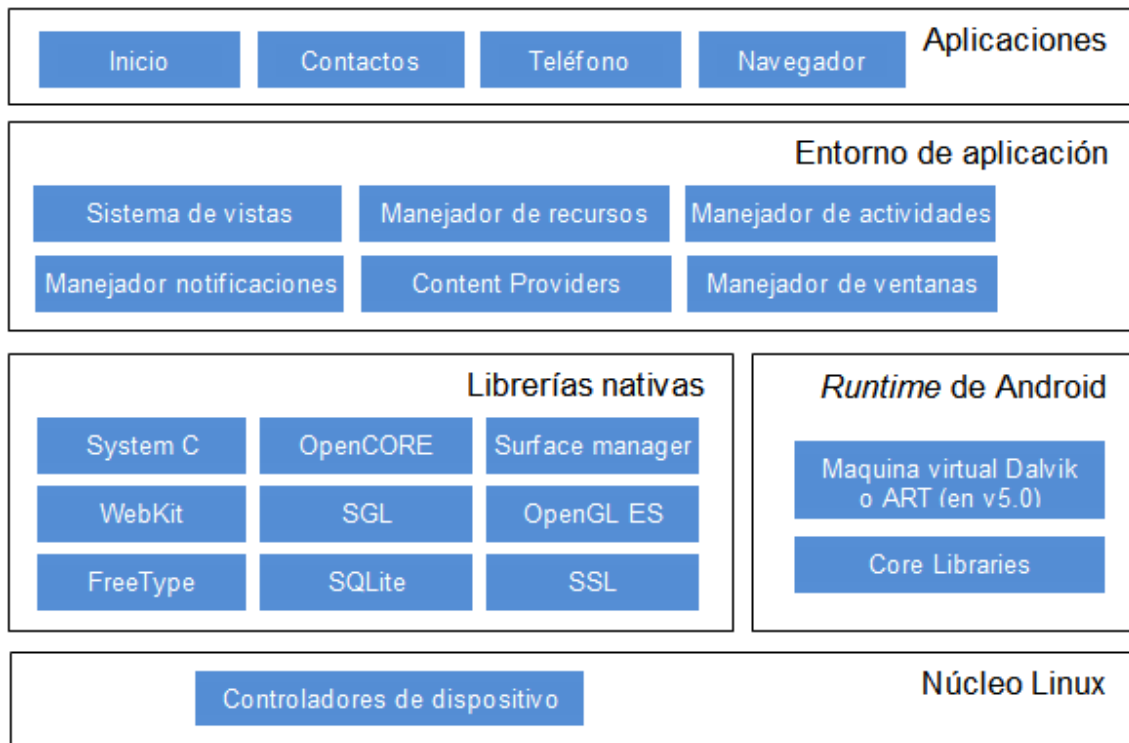 Aplicaciones
Inicio
Contactos
Teléfono
Navegador
Entorno de aplicación
Sistema de vistas
Manejador de recursos
Manejador de actividades
Manejador notificaciones
Content Providers
Manejador de ventanas
Librerías nativas
System C
OpenCORE
Surface manager
WebKit
SGL
OpenGL ES
FreeType
SQLite
SSL
Runtime de Android
Maquina virtual Dalvik
o ART (en v5.0)
Core Libraries
Núcleo Linux
Controladores de dispositivo